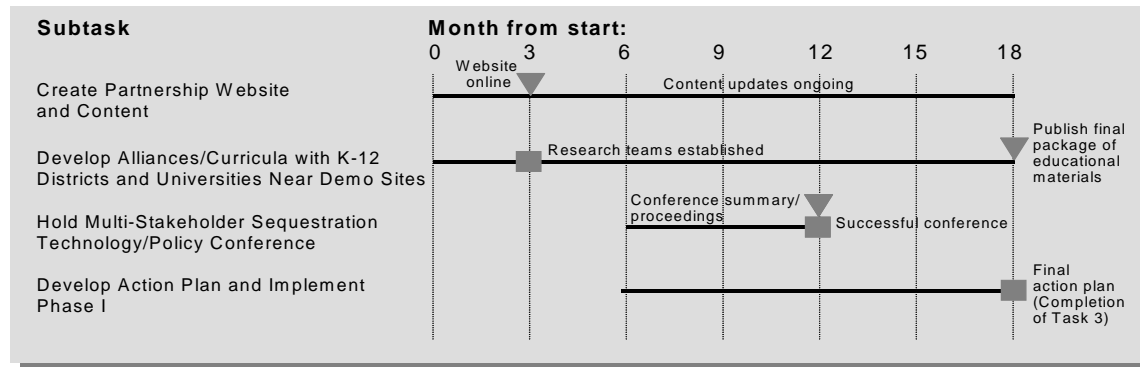 Subtask Month from start:
0 3 6 9 12 15 18
Website
online
Content updates ongoing
Create Partnership Website
and Content
Publish final
package of
educational
materials
Research teams established
Develop Alliances/Curricula with K-12
Districts and Universities Near Demo Sites
Conference summary/
proceedings
Successful conference
Hold Multi-Stakeholder Sequestration
Technology/Policy Conference
Develop Action Plan and Implement
Phase I
Final
action plan
(Completion
of Task 3)